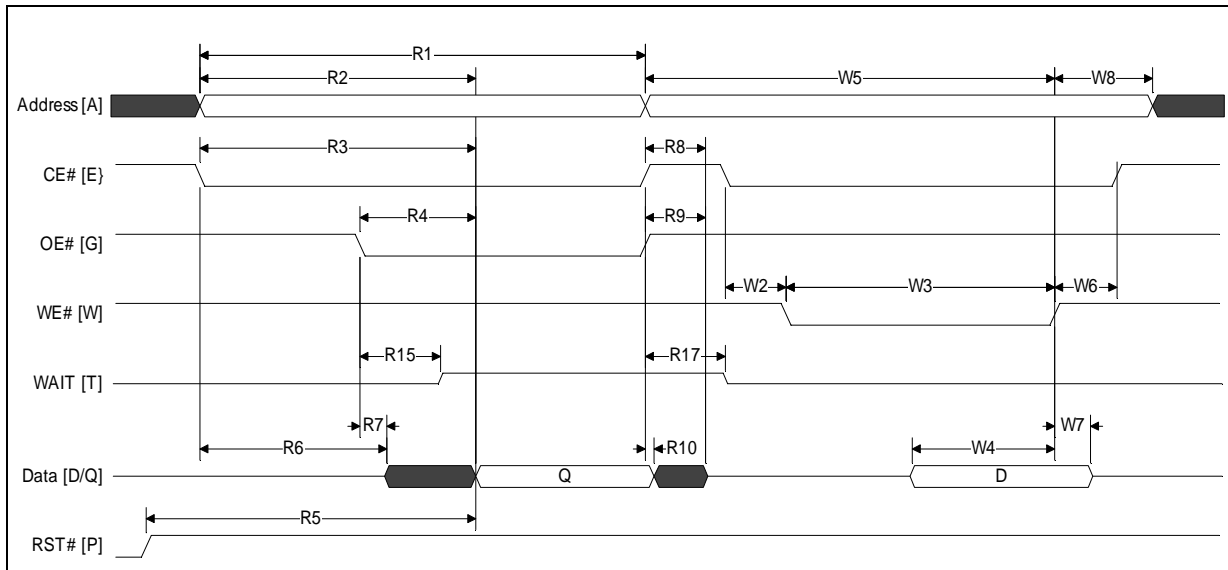 R1
R2
W5
W8
Address [A]
R3
R8
CE# [E}
R4
R9
OE# [G]
W2
W3
W6
WE# [W]
R15
R17
WAIT [T]
R7
W7
R6
R10
W4
Data [D/Q]
Q
D
R5
RST# [P]